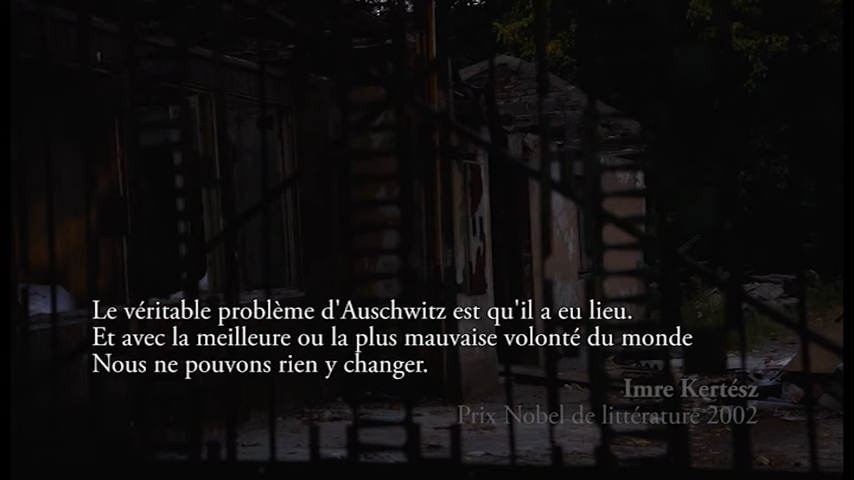 Le véritable problème d'Auschwitz est qu'il a eu lieu.
Et avec la meilleure ou la plus mauvaise volonté du monde
Nous ne pouvons rien y changer.
Imre Kertész
Prix Nobel de littérature 2002